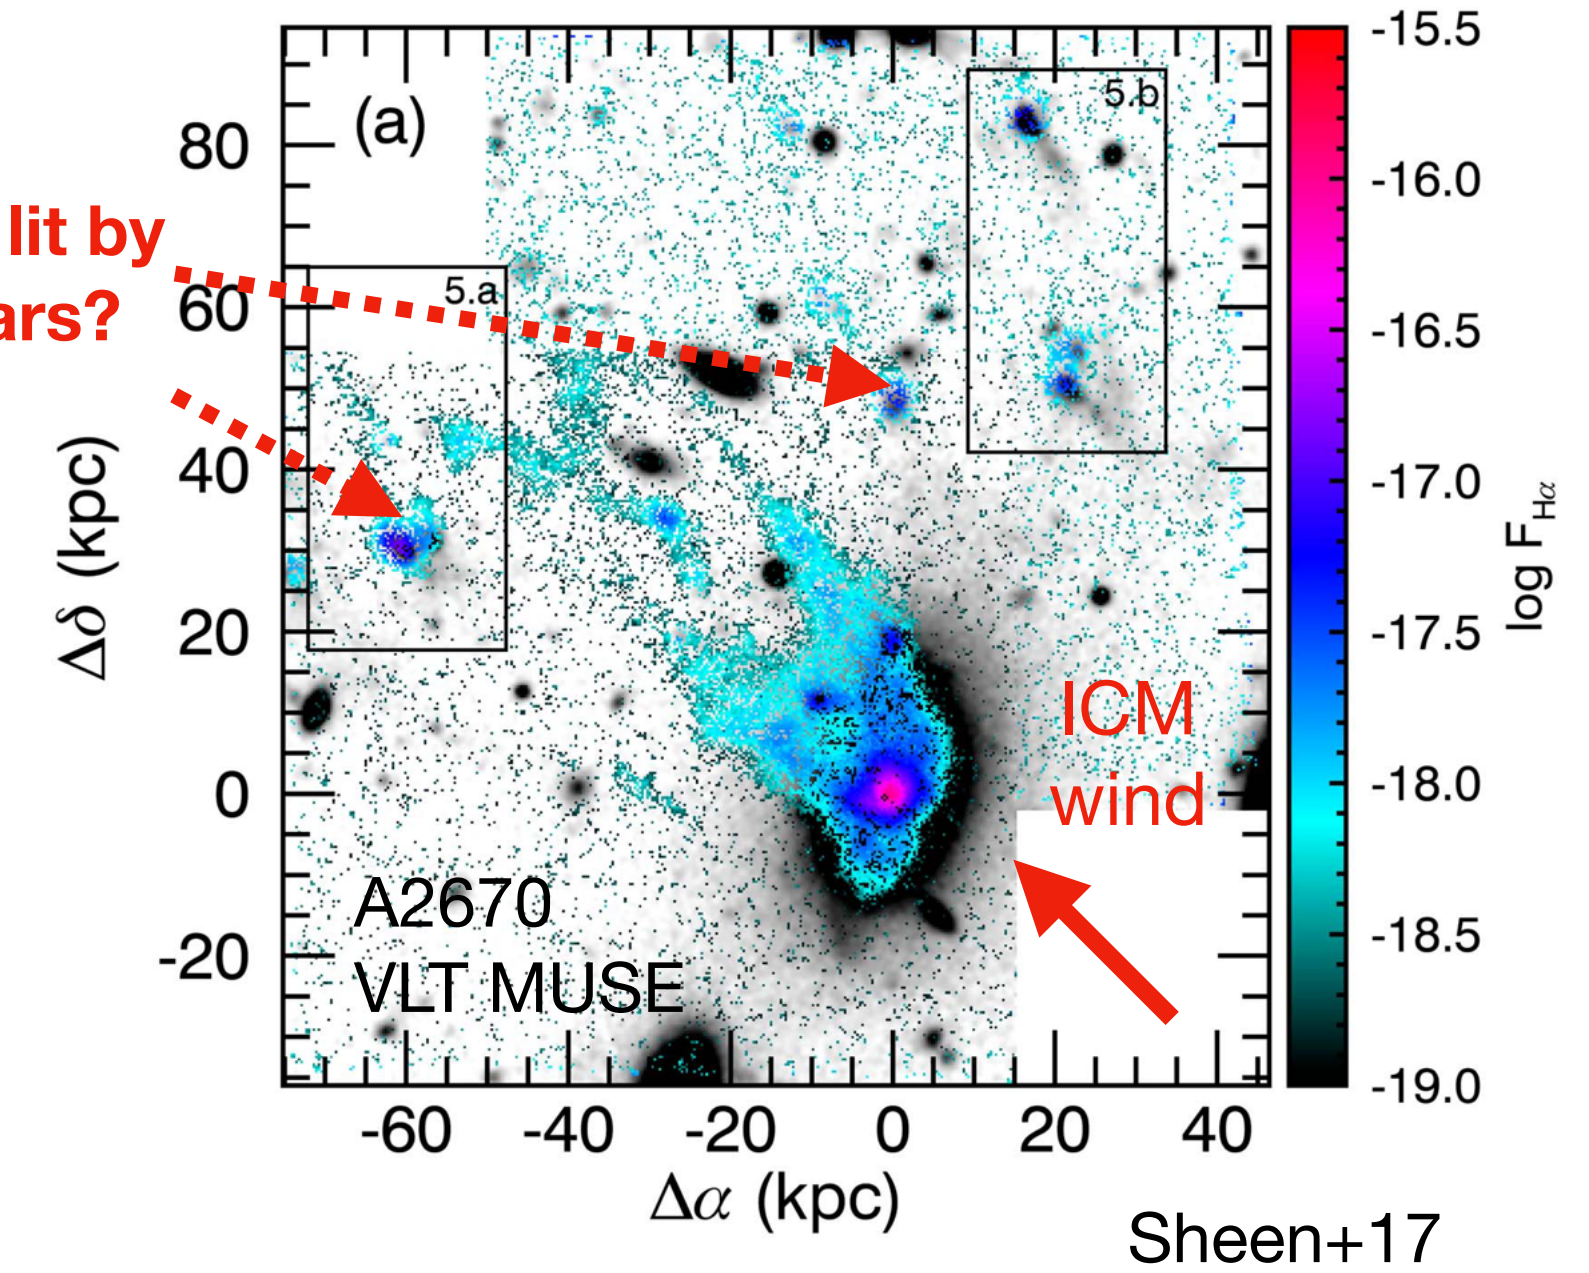 (a)
5.b
lit by
ars?
5.a
ICM
wind
A2670
VLT MUSE
80
60
40
20
0
-20
Δδ (kpc)
-60 -40 -20 0 20 40
Δα (kpc)
-15.5
-16.0
-16.5
-17.0
-17.5
-18.0
-18.5
-19.0
log F_Hα
Sheen+17